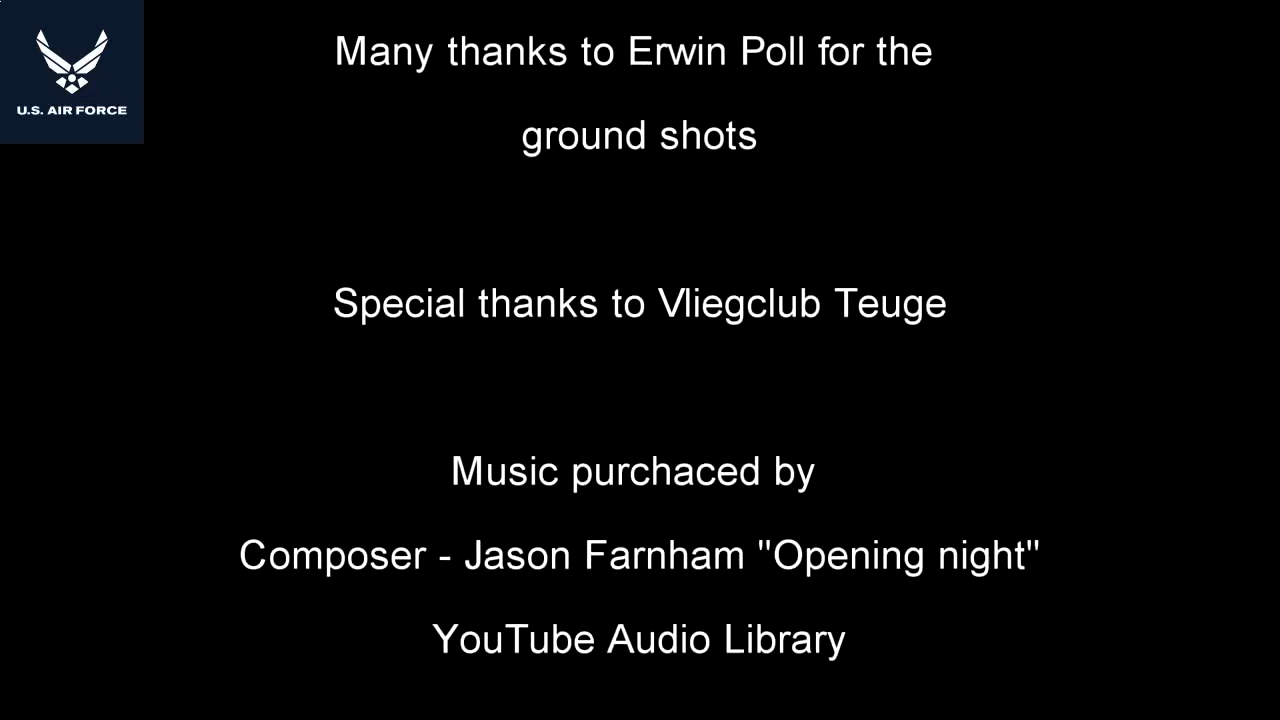 U.S. AIR FORCE
Many thanks to Erwin Poll for the
ground shots
Special thanks to Vliegclub Teuge
Music purchaced by
Composer - Jason Farnham "Opening night"
YouTube Audio Library